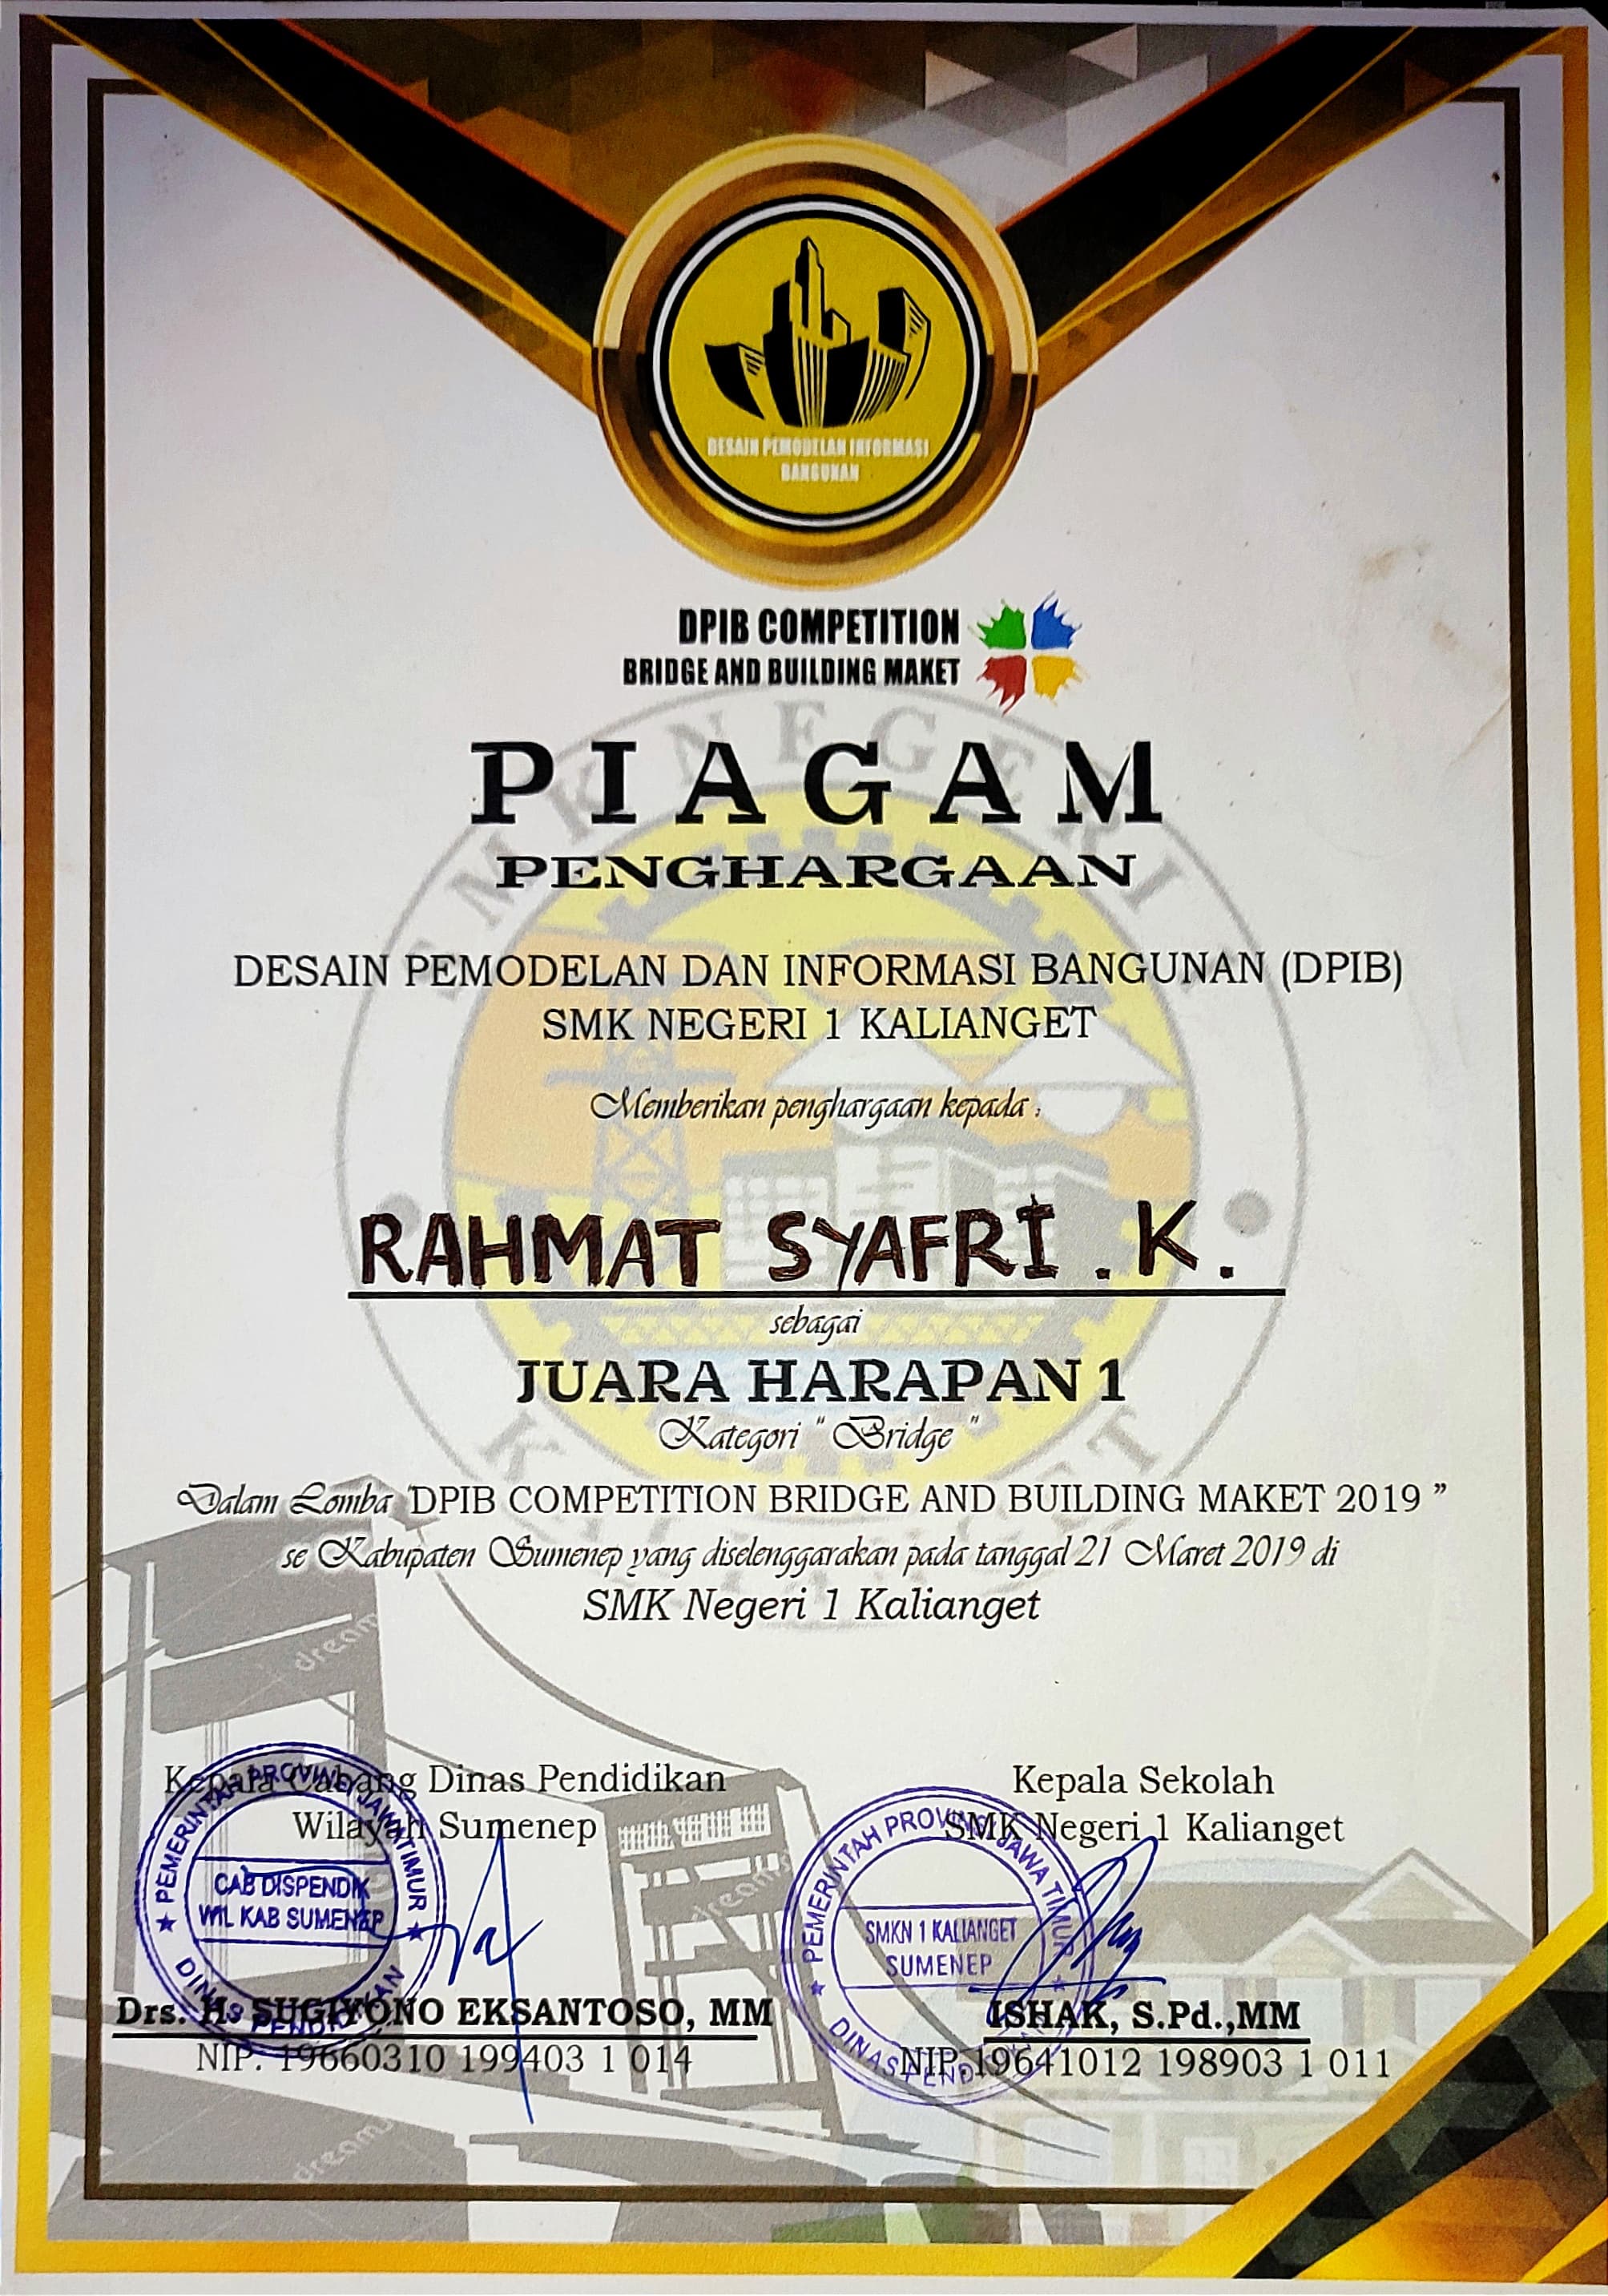 DESAIN PEMODELAN INFORMASI
BANGUNAN
DPIB COMPETITION
BRIDGE AND BUILDING MAKET
PIAGAM
PENGHARGAAN
DESAIN PEMODELAN DAN INFORMASI BANGUNAN (DPIB)
SMK NEGERI 1 KALIANGET
Memberikan penghargaan kepada :
RAHMAT SYAFRI . K .
sebagai
JUARA HARAPAN 1
Kategori " Bridge "
Dalam Lomba "DPIB COMPETITION BRIDGE AND BUILDING MAKET 2019 "
se Kabupaten Sumenep yang diselenggarakan pada tanggal 21 Maret 2019 di
SMK Negeri 1 Kalianget
SMK NEGERI 1
KALIANGET
Kepala Cabang Dinas Pendidikan
Wilayah Sumenep
PEMERINTAH PROVINSI JAWA TIMUR
CAB DISPENDIK
WIL KAB SUMENEP
DINAS PENDIDIKAN
Drs. H. SUGIYONO EKSANTOSO, MM
NIP. 19660310 199403 1 014
Kepala Sekolah
SMK Negeri 1 Kalianget
PEMERINTAH PROVINSI JAWA TIMUR
SMKN 1 KALIANGET
SUMENEP
DINAS PENDIDIKAN
ISHAK, S.Pd.,MM
NIP 19641012 198903 1 011